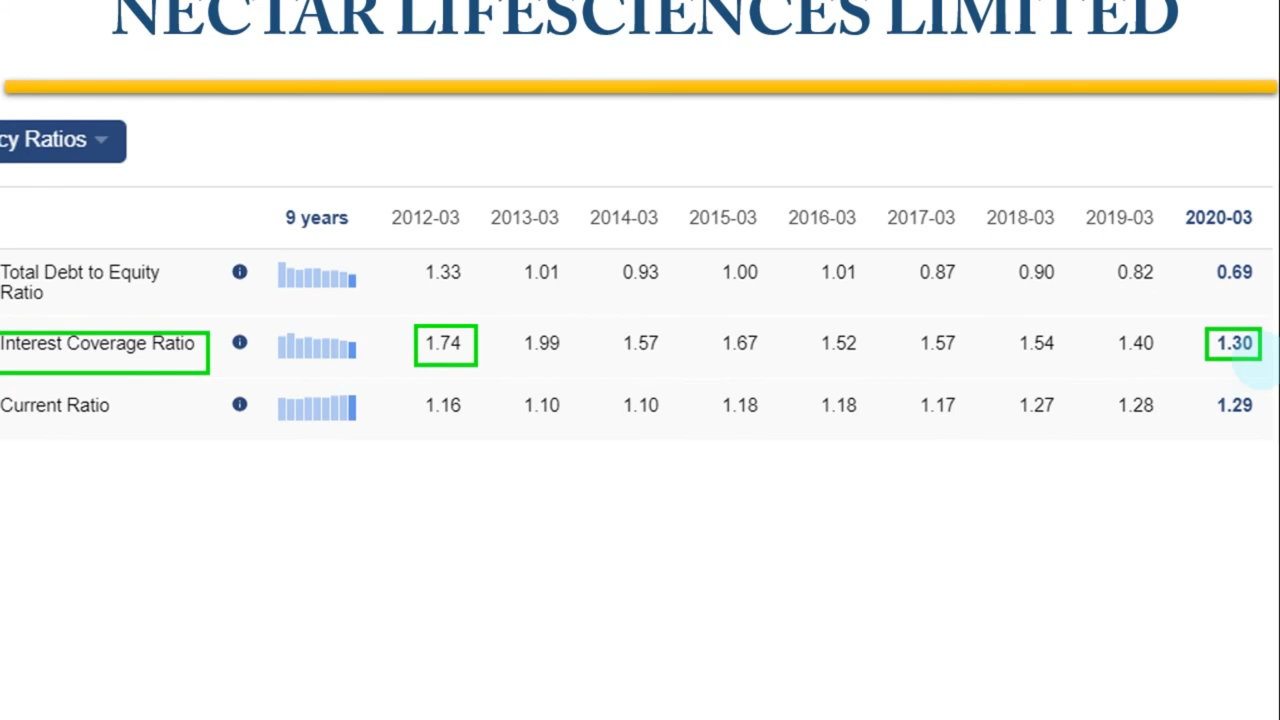 NECTAR LIFESCIENCES LIMITED
cy Ratios
9 years 2012-03 2013-03 2014-03 2015-03 2016-03 2017-03 2018-03 2019-03 2020-03
Total Debt to Equity Ratio 1.33 1.01 0.93 1.00 1.01 0.87 0.90 0.82 0.69
Interest Coverage Ratio 1.74 1.99 1.57 1.67 1.52 1.57 1.54 1.40 1.30
Current Ratio 1.16 1.10 1.10 1.18 1.18 1.17 1.27 1.28 1.29